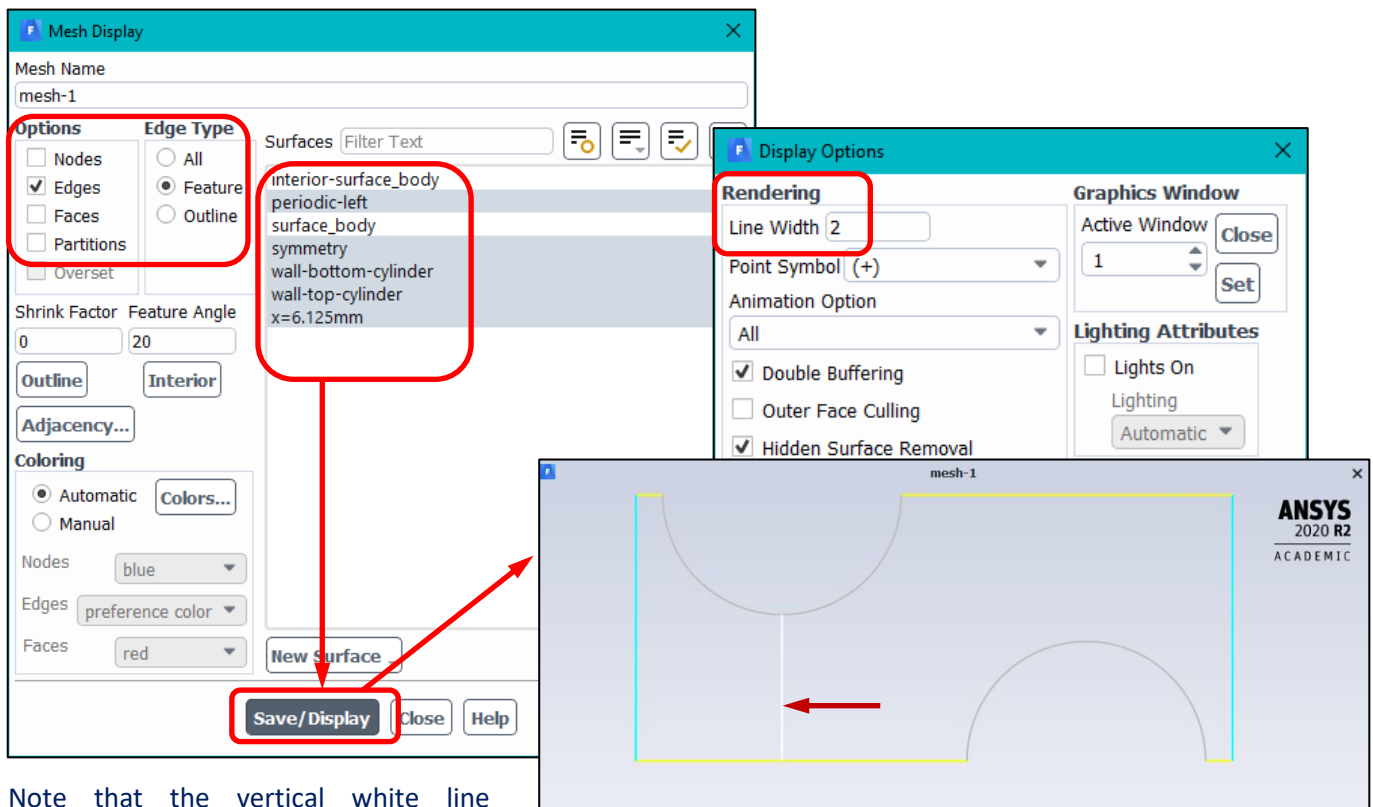 Mesh Display
Mesh Name
mesh-1
Options
Edge Type
Nodes
All
Edges
Feature
Faces
Outline
Partitions
Overset
Shrink Factor
Feature Angle
0
20
Outline
Interior
Adjacency...
Coloring
Automatic
Colors...
Manual
Nodes
blue
Edges
preference color
Faces
red
Surfaces
Filter Text
interior-surface_body
periodic-left
surface_body
symmetry
wall-bottom-cylinder
wall-top-cylinder
x=6.125mm
New Surface
Save/Display
Close
Help
Display Options
Rendering
Line Width 2
Point Symbol (+)
Animation Option
All
Double Buffering
Outer Face Culling
Hidden Surface Removal
Graphics Window
Active Window
1
Close
Set
Lighting Attributes
Lights On
Lighting
Automatic
mesh-1
ANSYS
2020 R2
ACADEMIC
Note that the vertical white line